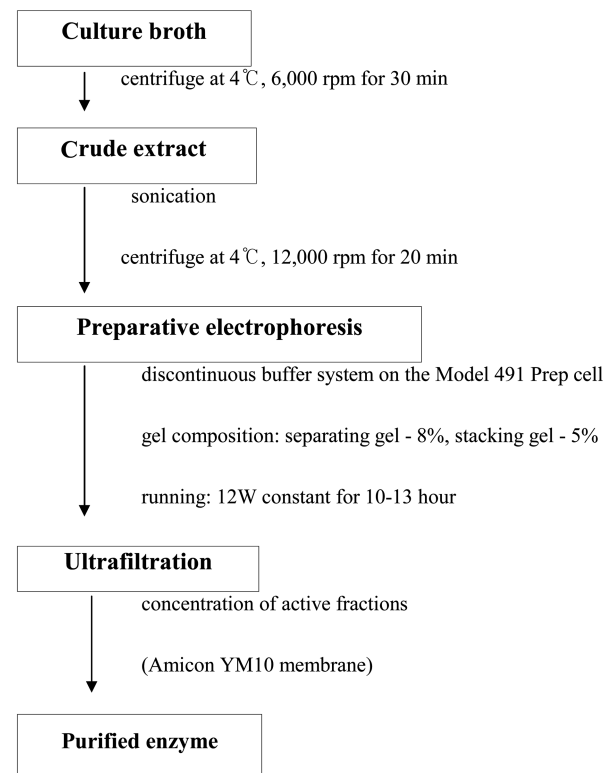 Culture broth
centrifuge at 4℃, 6,000 rpm for 30 min
Crude extract
sonication
centrifuge at 4℃, 12,000 rpm for 20 min
Preparative electrophoresis
discontinuous buffer system on the Model 491 Prep cell
gel composition: separating gel - 8%, stacking gel - 5%
running: 12W constant for 10-13 hour
Ultrafiltration
concentration of active fractions
(Amicon YM10 membrane)
Purified enzyme